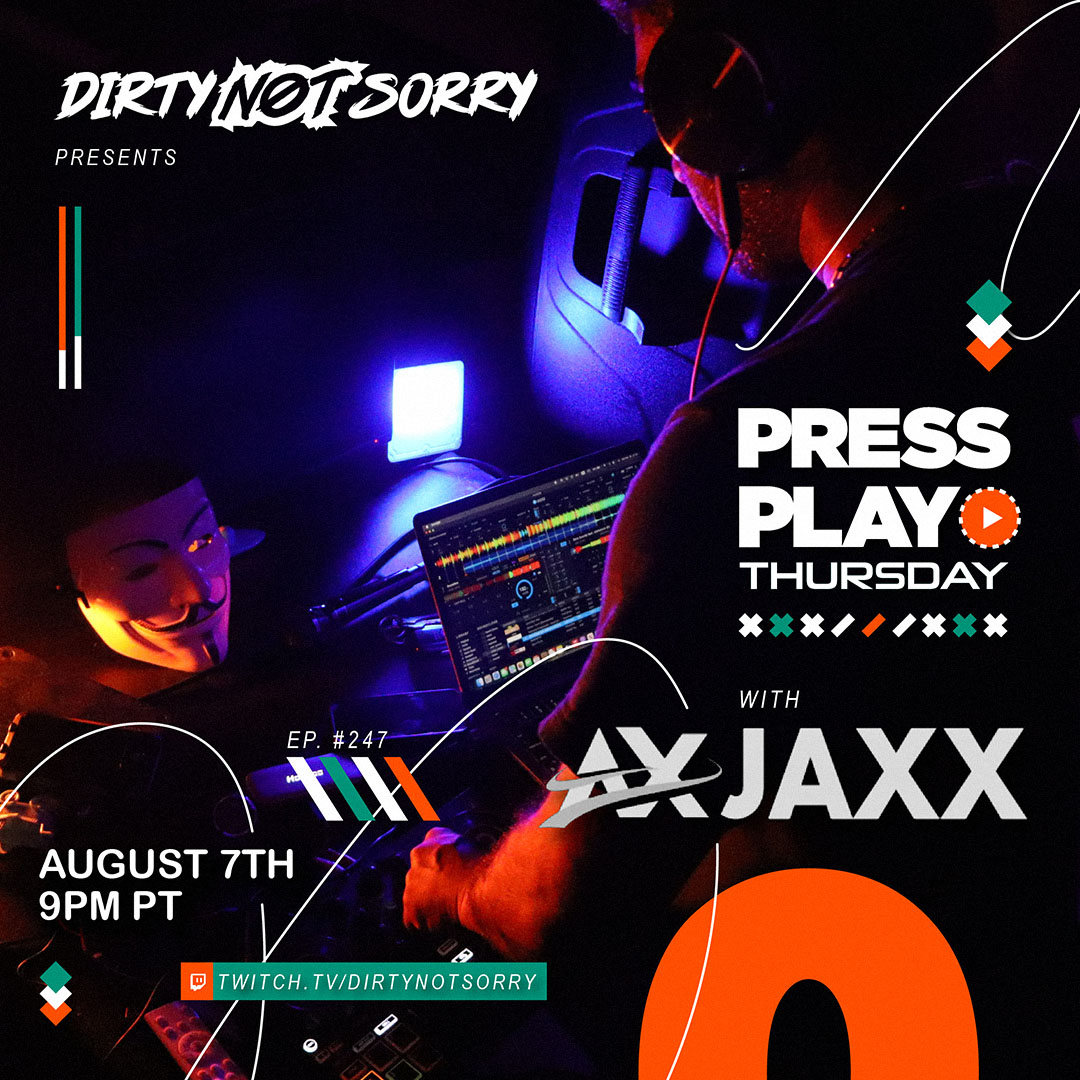 DIRTY NOT SORRY
PRESENTS
PRESS
PLAY
THURSDAY
WITH
AX JAXX
EP. #247
AUGUST 7TH
9PM PT
TWITCH.TV/DIRTYNOTSORRY